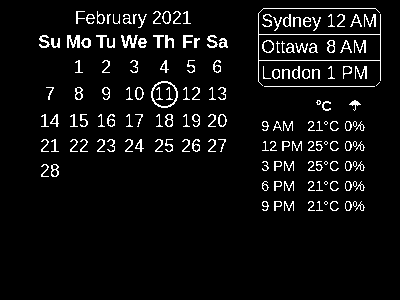 February 2021
Su Mo Tu We Th Fr Sa
1 2 3 4 5 6
7 8 9 10 11 12 13
14 15 16 17 18 19 20
21 22 23 24 25 26 27
28
Sydney 12 AM
Ottawa 8 AM
London 1 PM
°C ☂
9 AM 21°C 0%
12 PM 25°C 0%
3 PM 25°C 0%
6 PM 21°C 0%
9 PM 21°C 0%